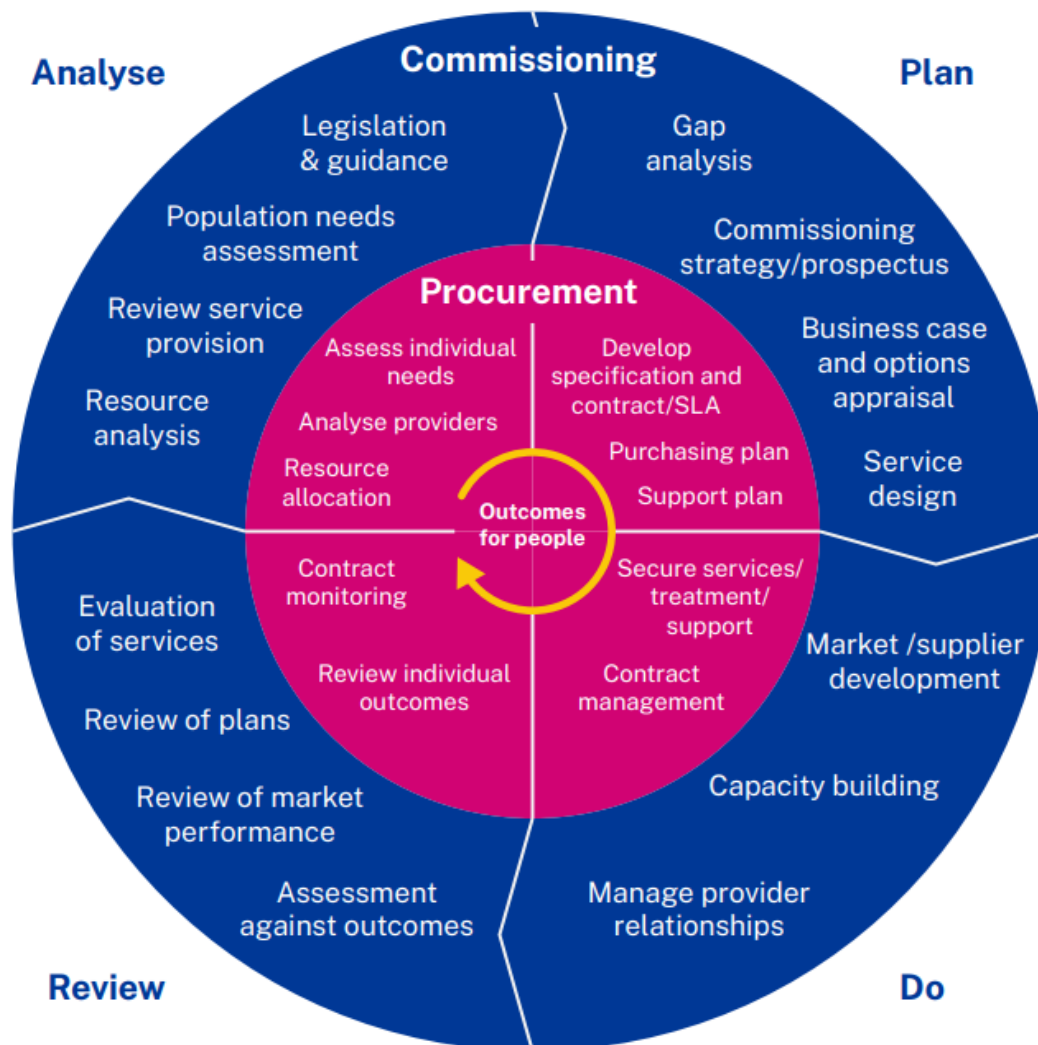 Analyse
Commissioning
Plan
Legislation
& guidance
Population needs
assessment
Review service
provision
Resource
analysis
Gap
analysis
Commissioning
strategy/prospectus
Business case
and options
appraisal
Service
design
Procurement
Assess individual
needs
Analyse providers
Resource
allocation
Develop
specification and
contract/SLA
Purchasing plan
Support plan
Outcomes
for people
Contract
monitoring
Review individual
outcomes
Secure services/
treatment/
support
Contract
management
Evaluation
of services
Review of plans
Review of market
performance
Assessment
against outcomes
Market /supplier
development
Capacity building
Manage provider
relationships
Review
Do